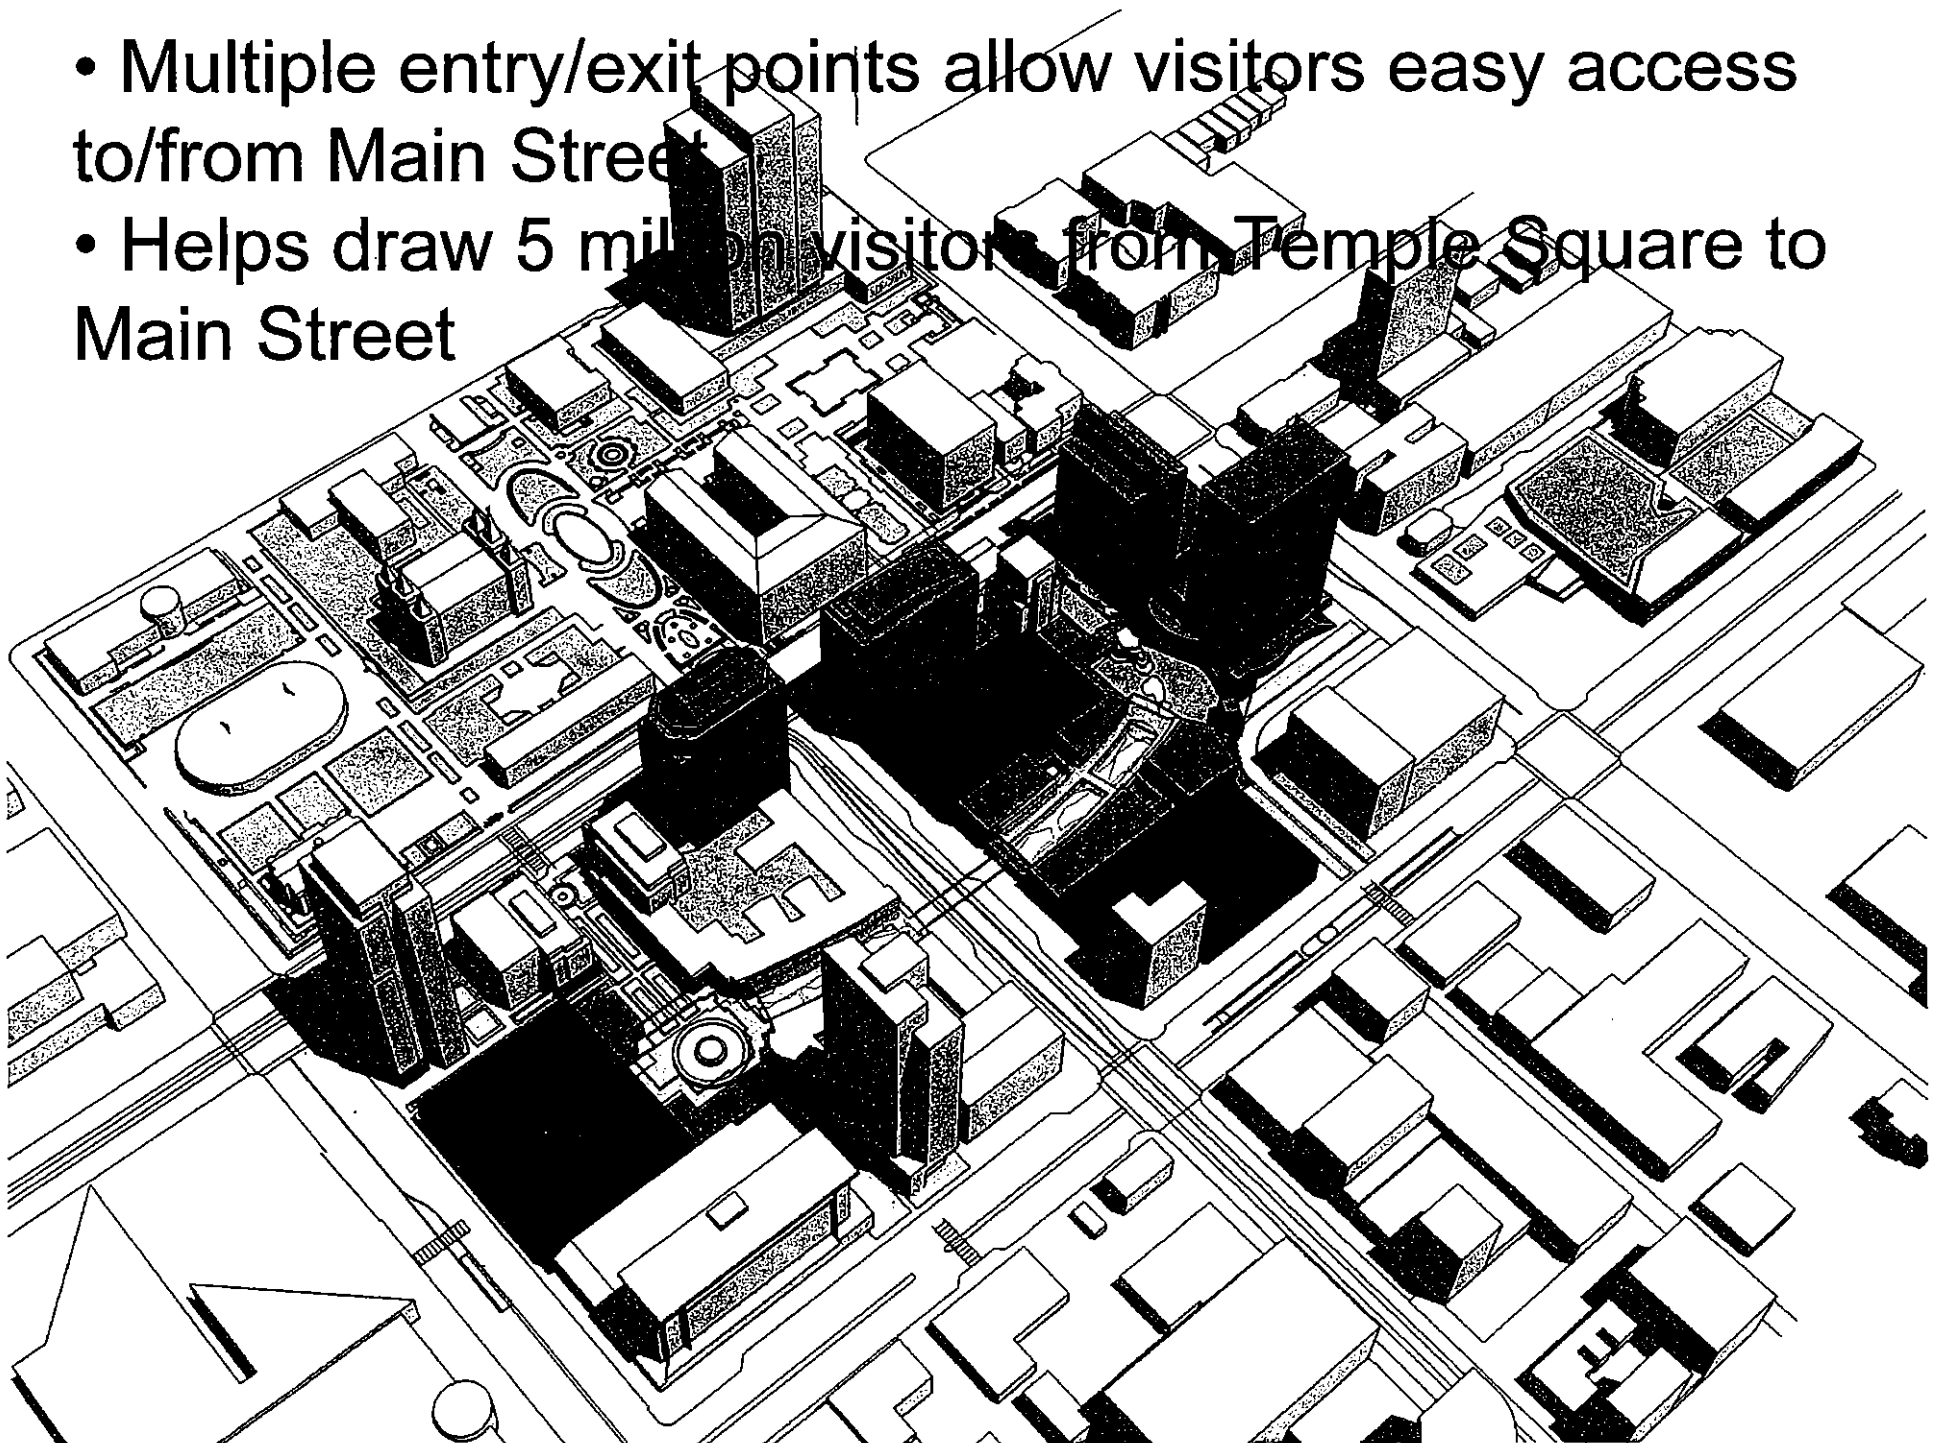 • Multiple entry/exit points allow visitors easy access
to/from Main Street
• Helps draw 5 million visitors from Temple Square to
Main Street